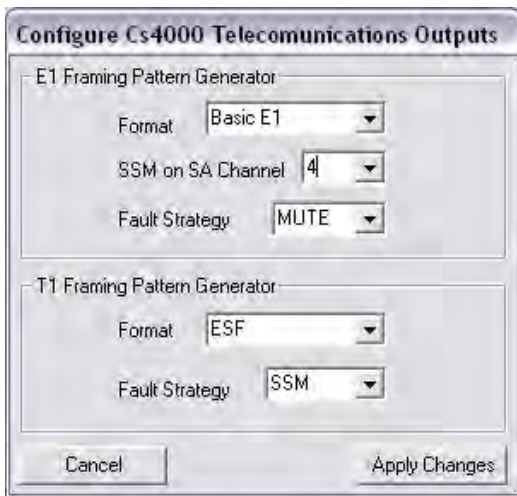 Configure Cs4000 Telecomunications Outputs
E1 Framing Pattern Generator
Format Basic E1
SSM on SA Channel 4
Fault Strategy MUTE
T1 Framing Pattern Generator
Format ESF
Fault Strategy SSM
Cancel Apply Changes